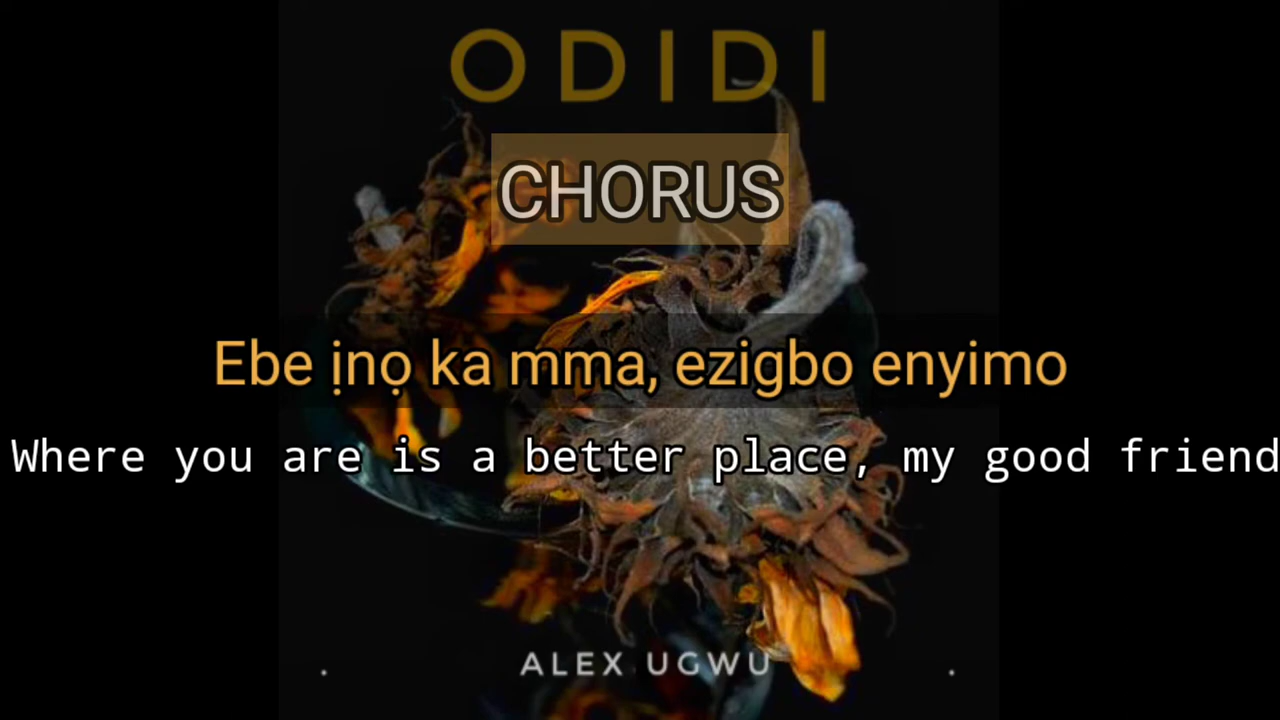 ODIDI
CHORUS
Ebe ịnọ ka mma, ezigbo enyimo
Where you are is a better place, my good friend
. ALEX UGWU .